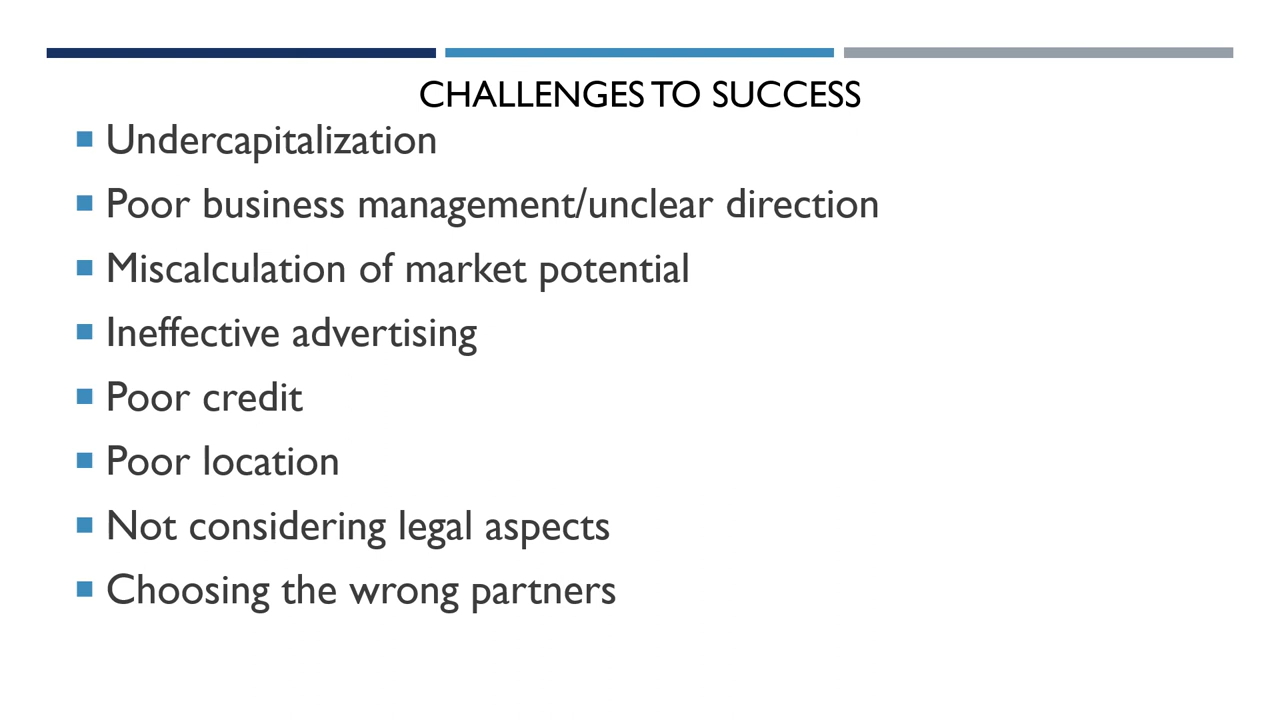 CHALLENGES TO SUCCESS
Undercapitalization
Poor business management/unclear direction
Miscalculation of market potential
Ineffective advertising
Poor credit
Poor location
Not considering legal aspects
Choosing the wrong partners